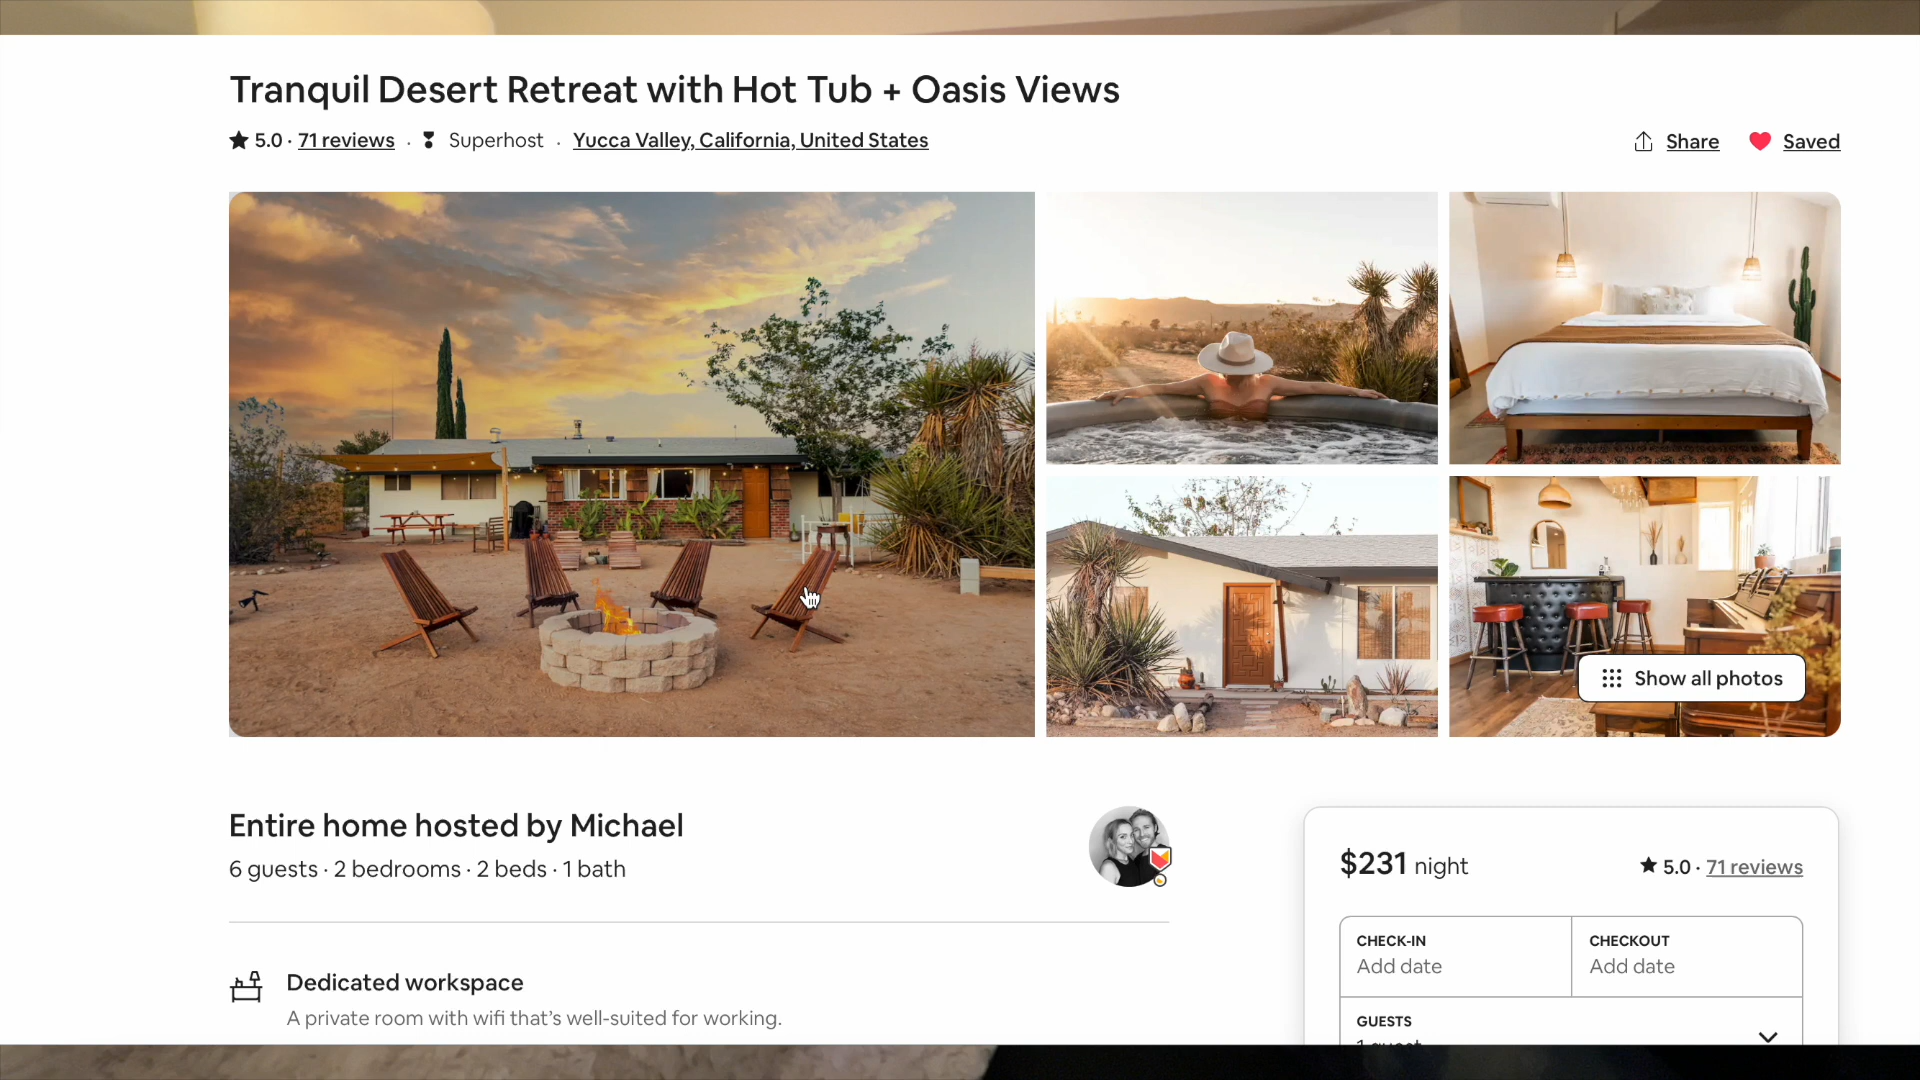 Tranquil Desert Retreat with Hot Tub + Oasis Views
5.0 · 71 reviews · Superhost · Yucca Valley, California, United States
Share
Saved
Show all photos
Entire home hosted by Michael
6 guests · 2 bedrooms · 2 beds · 1 bath
$231 night
5.0 · 71 reviews
CHECK-IN
Add date
CHECKOUT
Add date
Dedicated workspace
A private room with wifi that’s well-suited for working.
GUESTS
1 guest